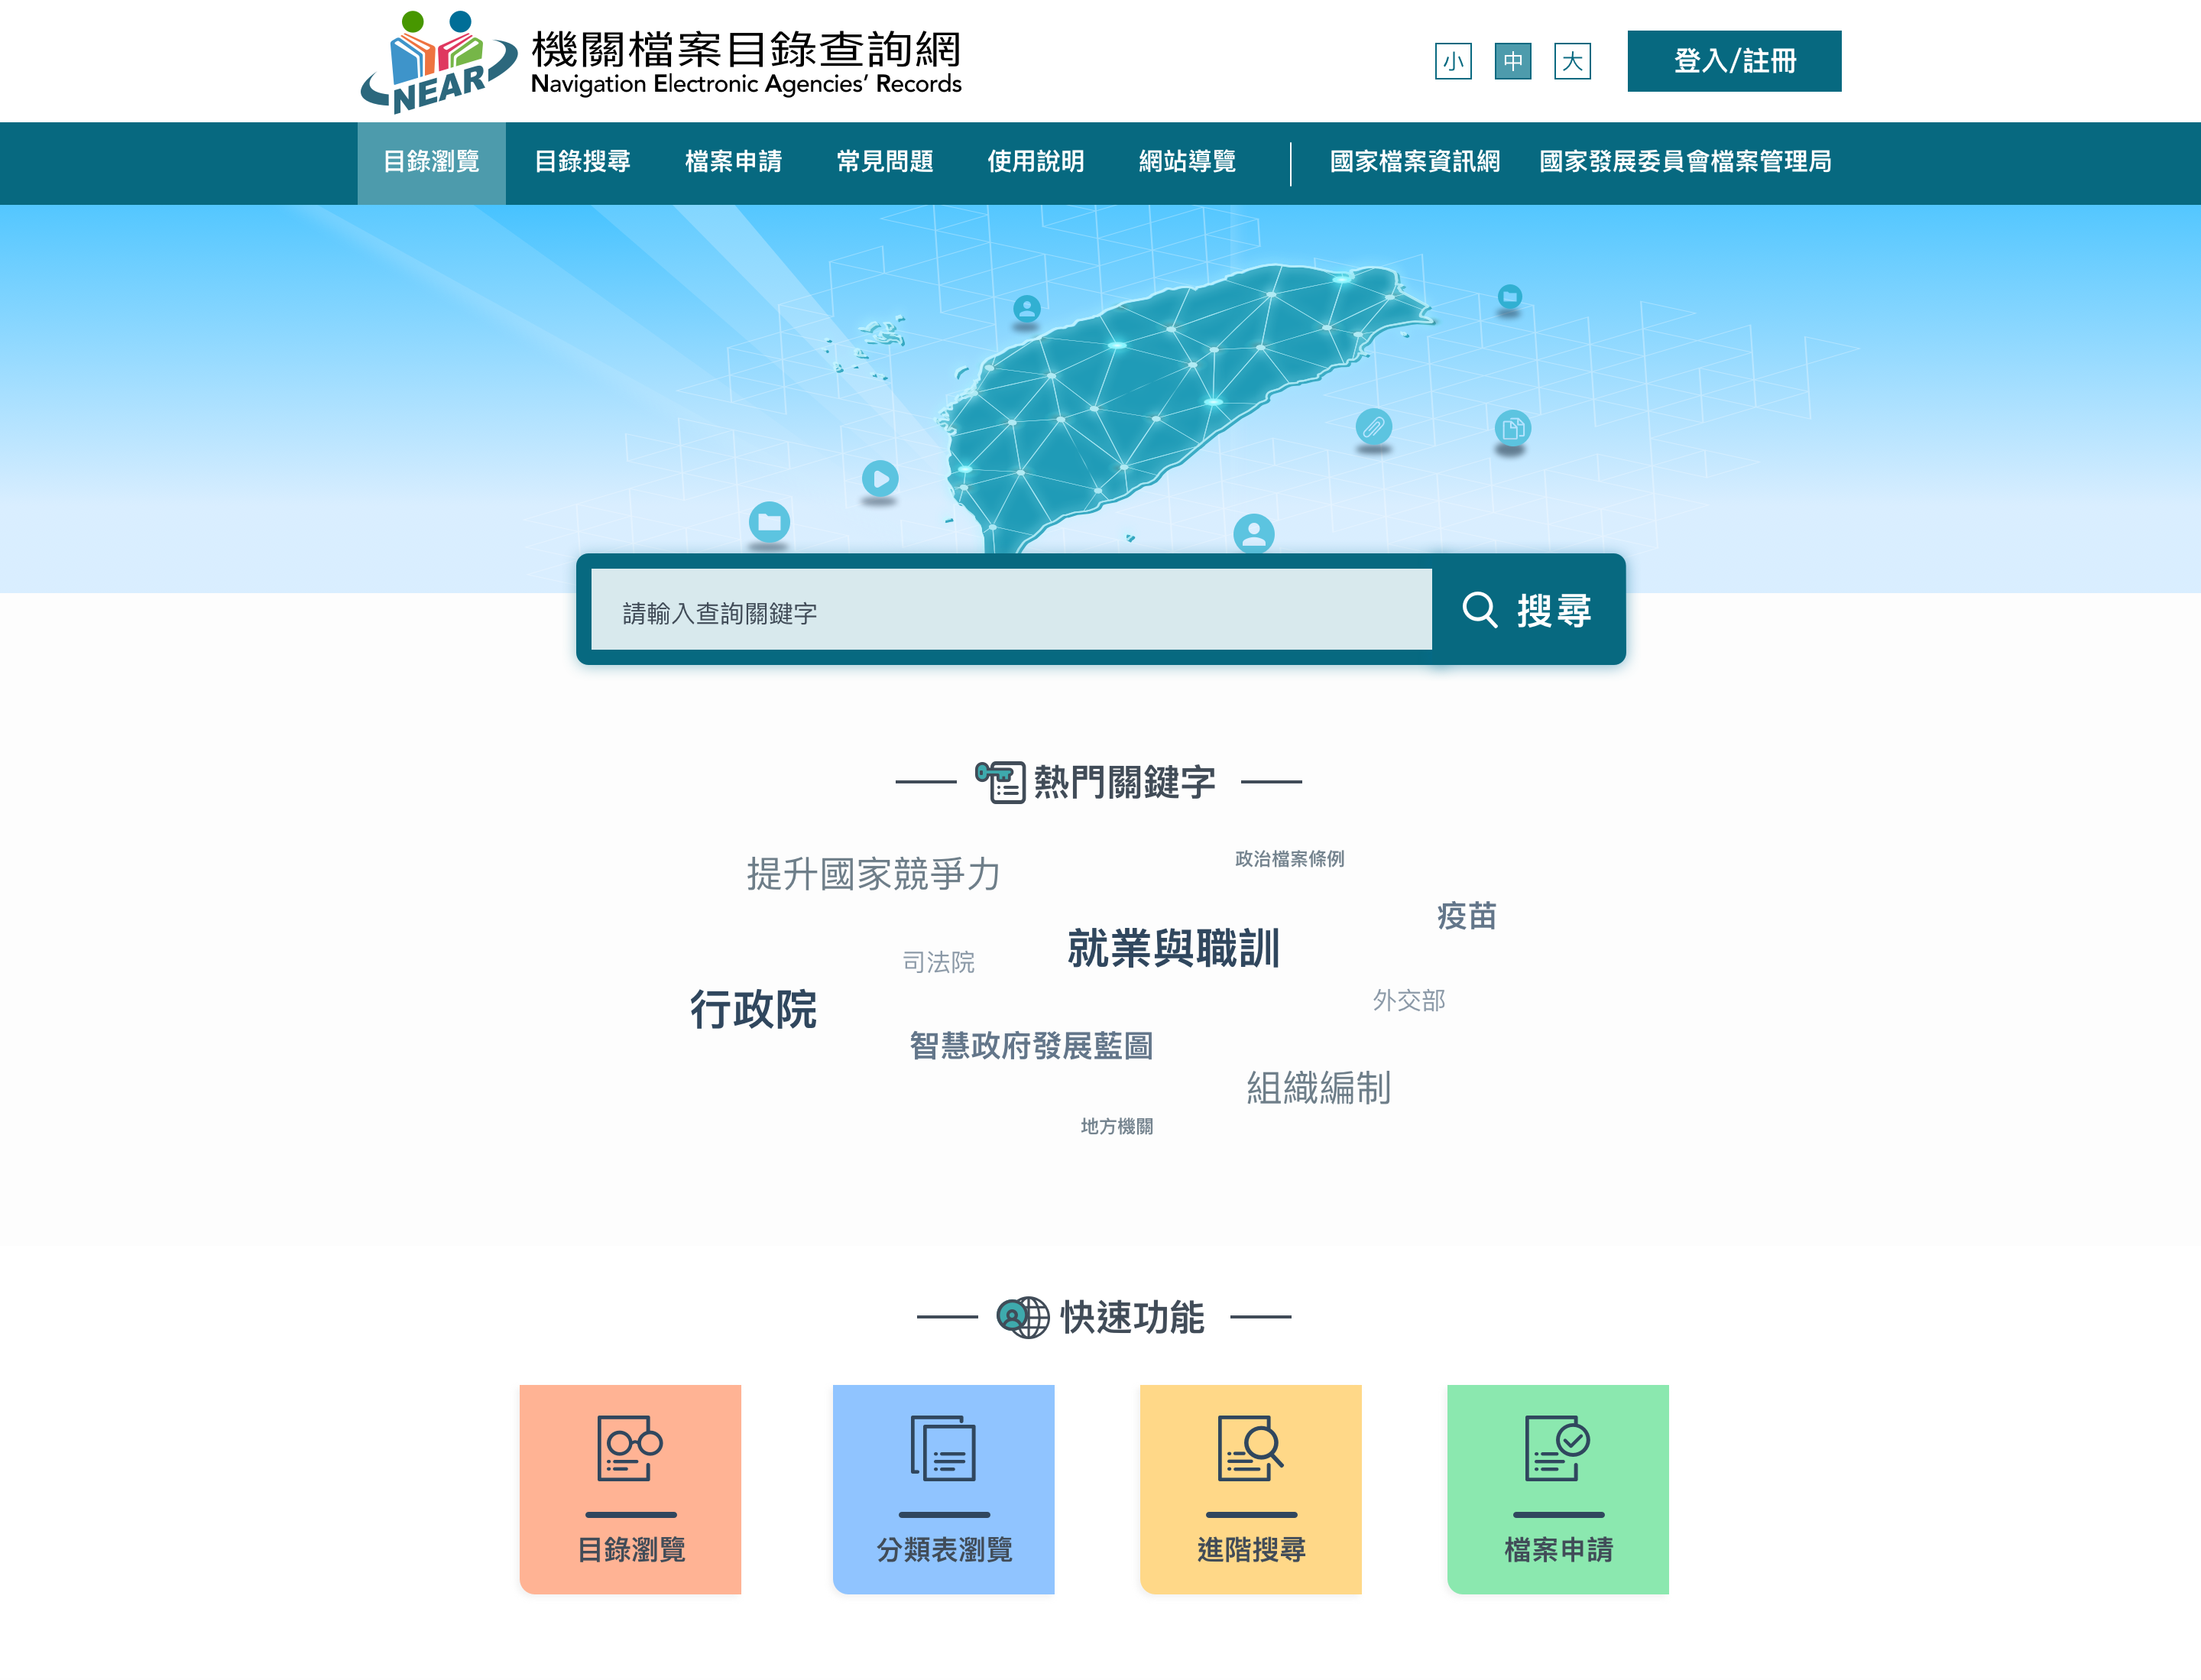 NEAR
機關檔案目錄查詢網
Navigation Electronic Agencies’ Records
小 中 大 登入/註冊
目錄瀏覽 目錄搜尋 檔案申請 常見問題 使用說明 網站導覽 國家檔案資訊網 國家發展委員會檔案管理局
請輸入查詢關鍵字 搜尋
熱門關鍵字
政治檔案條例
提升國家競爭力
疫苗
就業與職訓
司法院
外交部
行政院
智慧政府發展藍圖
組織編制
地方機關
快速功能
目錄瀏覽 分類表瀏覽 進階搜尋 檔案申請